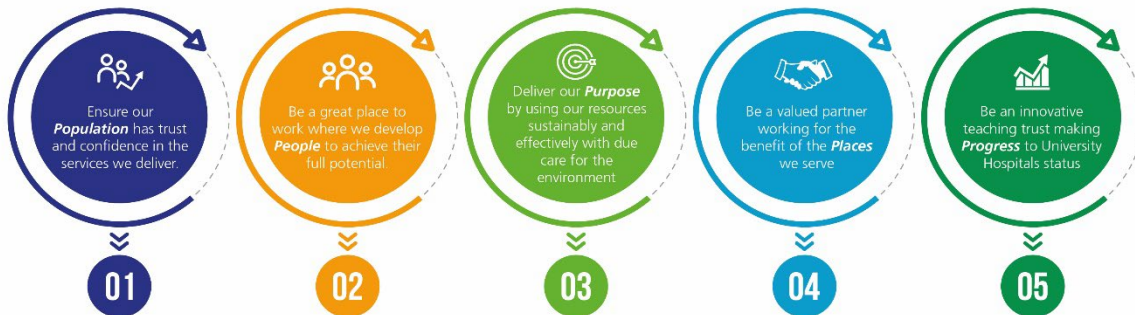 Ensure our
Population has trust
and confidence in the
services we deliver.
01
Be a great place to
work where we develop
People to achieve their
full potential.
02
Deliver our Purpose
by using our resources
sustainably and
effectively with due
care for the
environment
03
Be a valued partner
working for the
benefit of the Places
we serve
04
Be an innovative
teaching trust making
Progress to University
Hospitals status
05